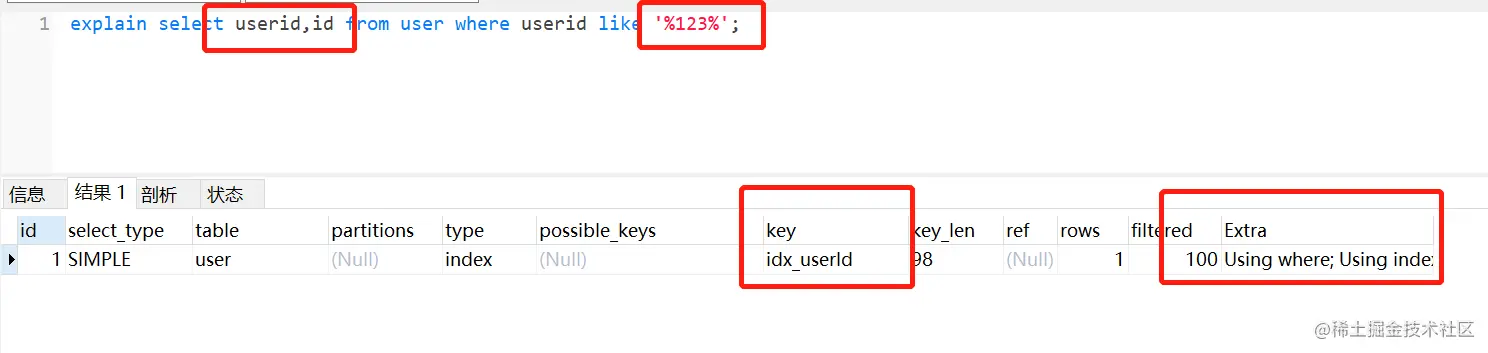 1 explain select userid,id from user where userid like '%123%';
信息 结果 1 剖析 状态
id select_type table partitions type possible_keys key key_len ref rows filtered Extra
1 SIMPLE user (Null) index (Null) idx_userId 98 (Null) 1 100 Using where; Using inde
@稀土掘金技术社区